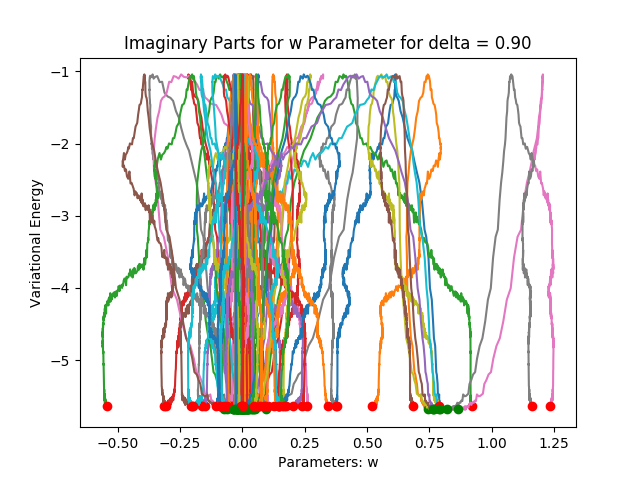 Imaginary Parts for w Parameter for delta = 0.90
−1
−2
−3
−4
−5
Variational Energy
−0.50 −0.25 0.00 0.25 0.50 0.75 1.00 1.25
Parameters: w